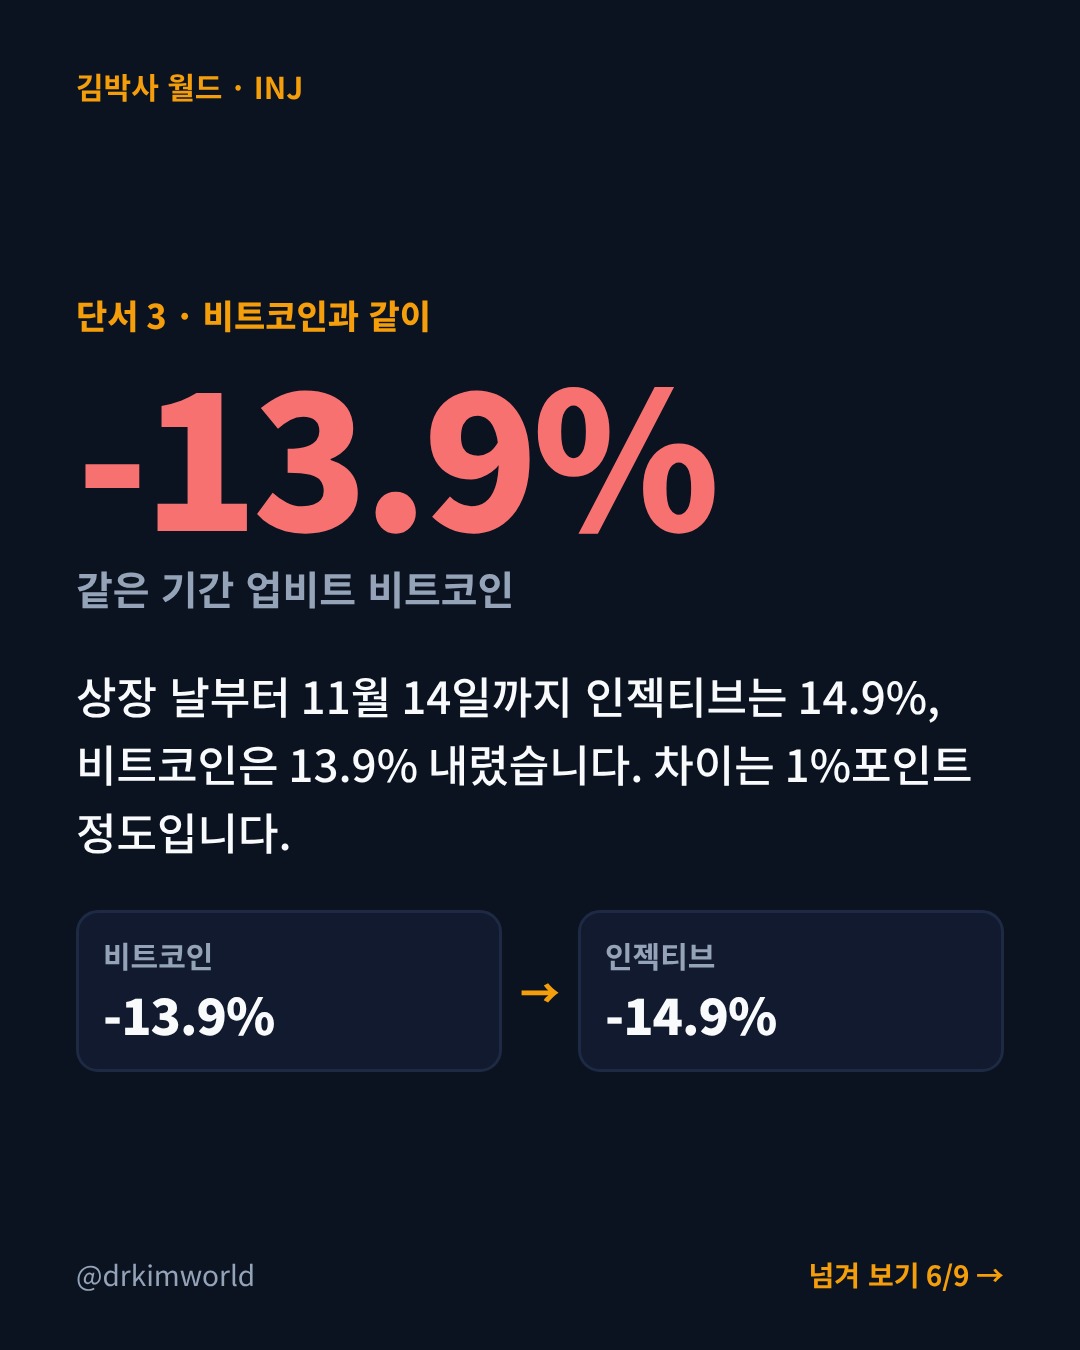 김박사 월드 · INJ
단서 3 · 비트코인과 같이
-13.9%
같은 기간 업비트 비트코인
상장 날부터 11월 14일까지 인젝티브는 14.9%,
비트코인은 13.9% 내렸습니다. 차이는 1%포인트
정도입니다.
비트코인
-13.9%
→
인젝티브
-14.9%
@drkimworld
넘겨 보기 6/9 →